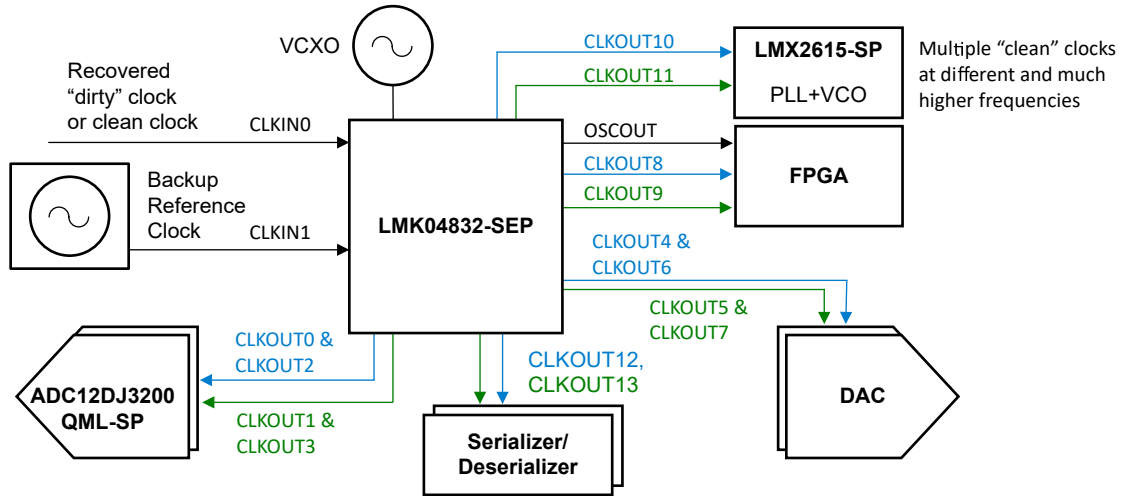 VCXO
Recovered
“dirty” clock
or clean clock
CLKIN0
Backup
Reference
Clock
CLKIN1
LMK04832-SEP
CLKOUT10
CLKOUT11
LMX2615-SP
PLL+VCO
Multiple “clean” clocks
at different and much
higher frequencies
OSCOUT
CLKOUT8
CLKOUT9
FPGA
CLKOUT4 &
CLKOUT6
CLKOUT5 &
CLKOUT7
DAC
CLKOUT0 &
CLKOUT2
ADC12DJ3200
QML-SP
CLKOUT1 &
CLKOUT3
CLKOUT12,
CLKOUT13
Serializer/
Deserializer